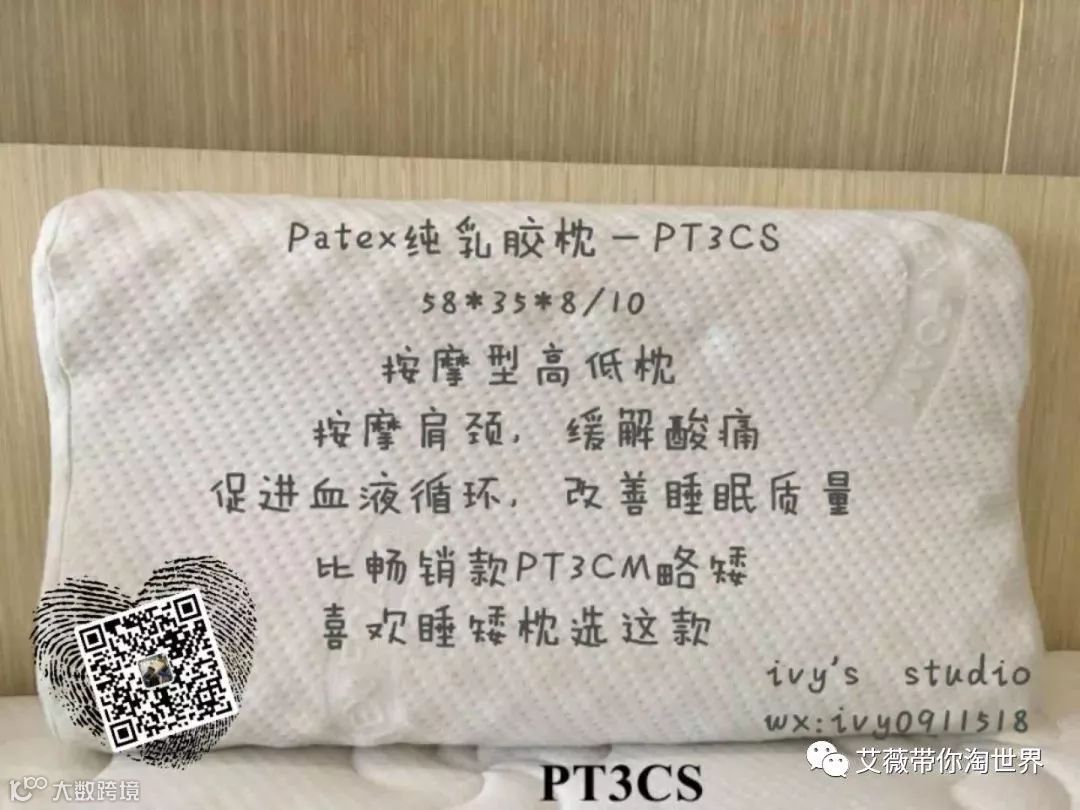 Patex纯乳胶枕－PT3CS
58*35*8/10
按摩型高低枕
按摩肩颈，缓解酸痛
促进血液循环，改善睡眠质量
比畅销款PT3CM略矮
喜欢睡矮枕选这款
ivy's studio
wx:ivy0911518
艾薇带你淘世界
PT3CS
大数跨境